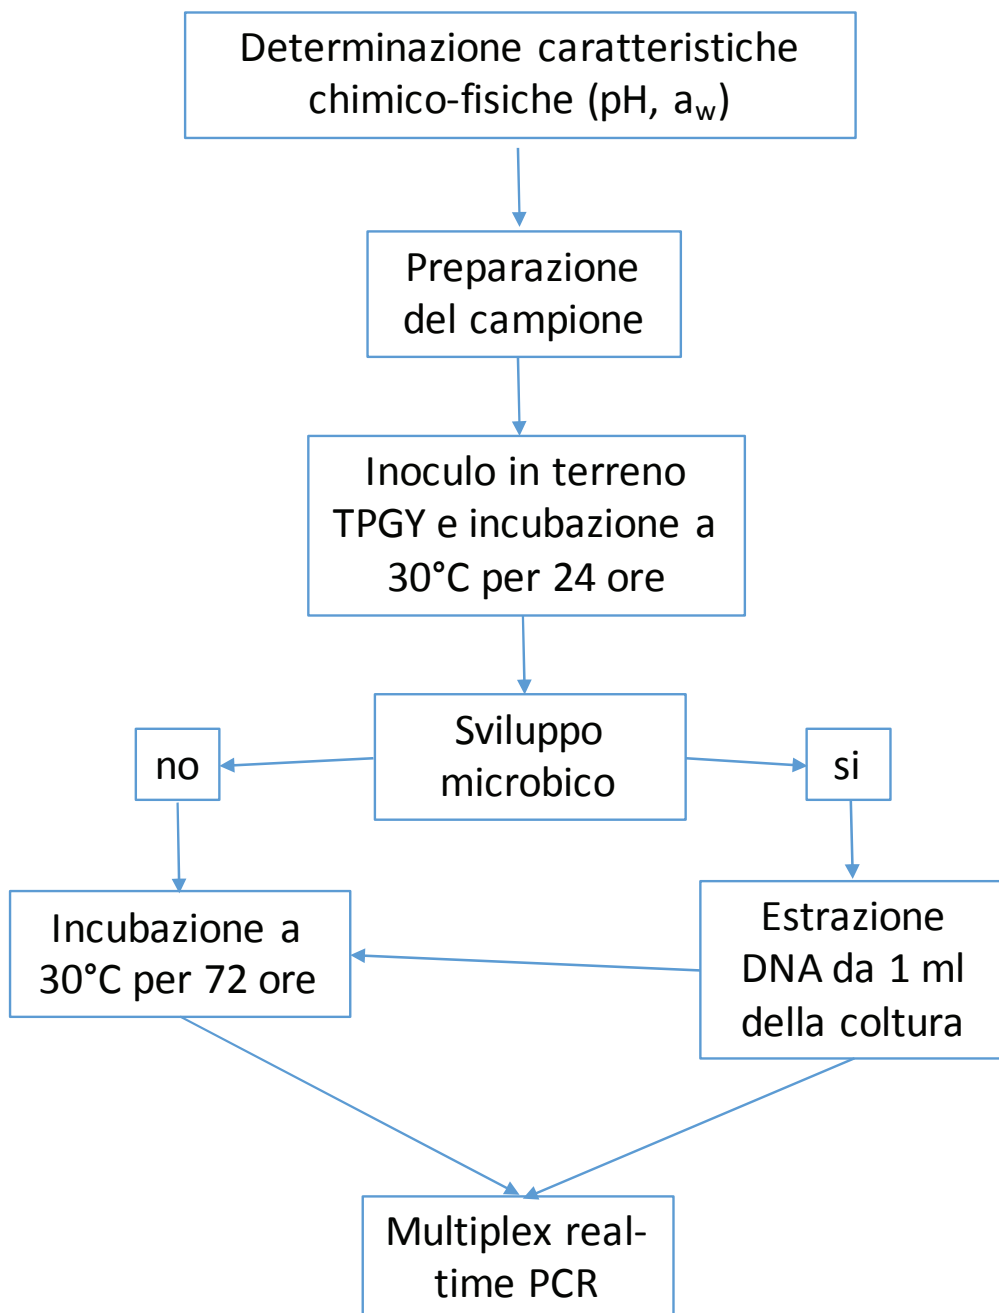 Determinazione caratteristiche
chimico-fisiche (pH, aw)
Preparazione
del campione
Inoculo in terreno
TPGY e incubazione a
30°C per 24 ore
Sviluppo
microbico
no
si
Incubazione a
30°C per 72 ore
Estrazione
DNA da 1 ml
della coltura
Multiplex real-
time PCR